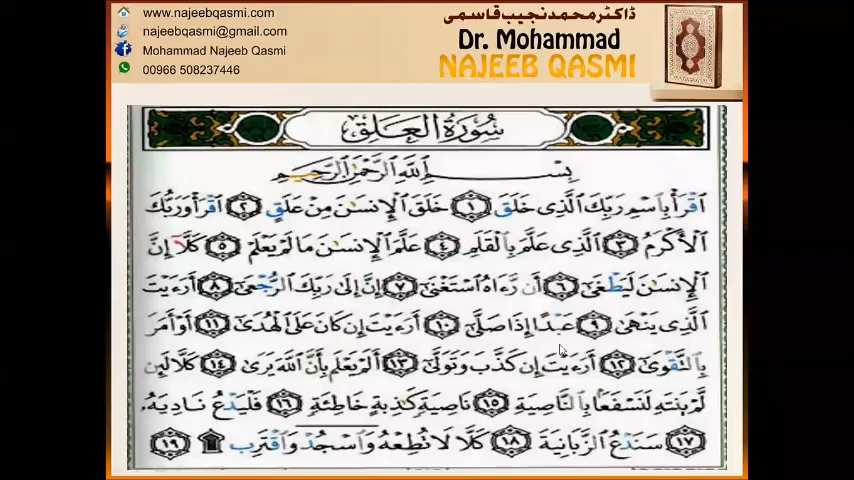 www.najeebqasmi.com
najeebqasmi@gmail.com
Mohammad Najeeb Qasmi
00966 508237446
ڈاکٹر محمد نجیب قاسمی
Dr. Mohammad
NAJEEB QASMI
سُورَةُ العَلَقِ
بِسْمِ اللَّهِ الرَّحْمَٰنِ الرَّحِيمِ
ٱقْرَأْ بِٱسْمِ رَبِّكَ ٱلَّذِى خَلَقَ ١ خَلَقَ ٱلْإِنسَٰنَ مِنْ عَلَقٍ ٢ ٱقْرَأْ وَرَبُّكَ
ٱلْأَكْرَمُ ٣ ٱلَّذِى عَلَّمَ بِٱلْقَلَمِ ٤ عَلَّمَ ٱلْإِنسَٰنَ مَا لَمْ يَعْلَمْ ٥ كَلَّآ إِنَّ
ٱلْإِنسَٰنَ لَيَطْغَىٰٓ ٦ أَن رَّءَاهُ ٱسْتَغْنَىٰٓ ٧ إِنَّ إِلَىٰ رَبِّكَ ٱلرُّجْعَىٰٓ ٨ أَرَءَيْتَ
ٱلَّذِى يَنْهَىٰ ٩ عَبْدًا إِذَا صَلَّىٰٓ ١٠ أَرَءَيْتَ إِن كَانَ عَلَى ٱلْهُدَىٰٓ ١١ أَوْ أَمَرَ
بِٱلتَّقْوَىٰٓ ١٢ أَرَءَيْتَ إِن كَذَّبَ وَتَوَلَّىٰٓ ١٣ أَلَمْ يَعْلَم بِأَنَّ ٱللَّهَ يَرَىٰ ١٤ كَلَّا لَئِن
لَّمْ يَنتَهِ لَنَسْفَعًۢا بِٱلنَّاصِيَةِ ١٥ نَاصِيَةٍ كَٰذِبَةٍ خَاطِئَةٍ ١٦ فَلْيَدْعُ نَادِيَهُۥ
١٧ سَنَدْعُ ٱلزَّبَانِيَةَ ١٨ كَلَّا لَا تُطِعْهُ وَٱسْجُدْ وَٱقْتَرِب ۩ ١٩